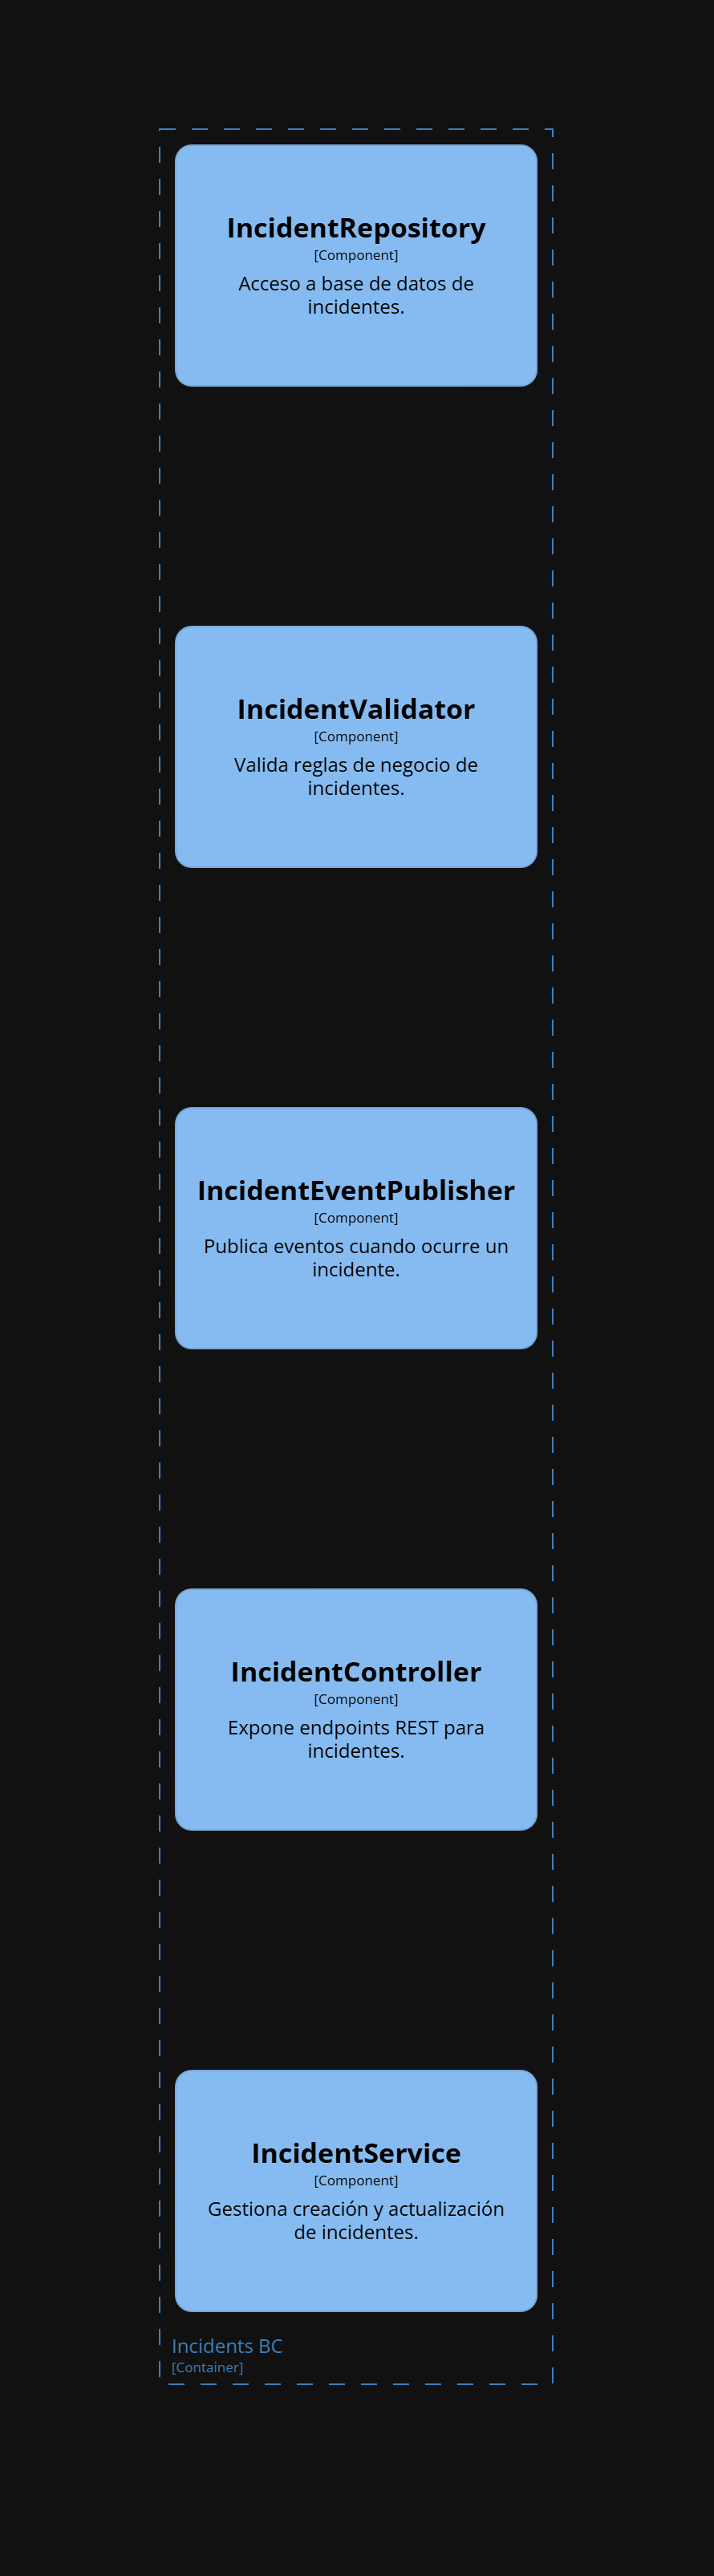 IncidentRepository
[Component]
Acceso a base de datos de
incidentes.
IncidentValidator
[Component]
Valida reglas de negocio de
incidentes.
IncidentEventPublisher
[Component]
Publica eventos cuando ocurre un
incidente.
IncidentController
[Component]
Expone endpoints REST para
incidentes.
IncidentService
[Component]
Gestiona creación y actualización
de incidentes.
Incidents BC
[Container]